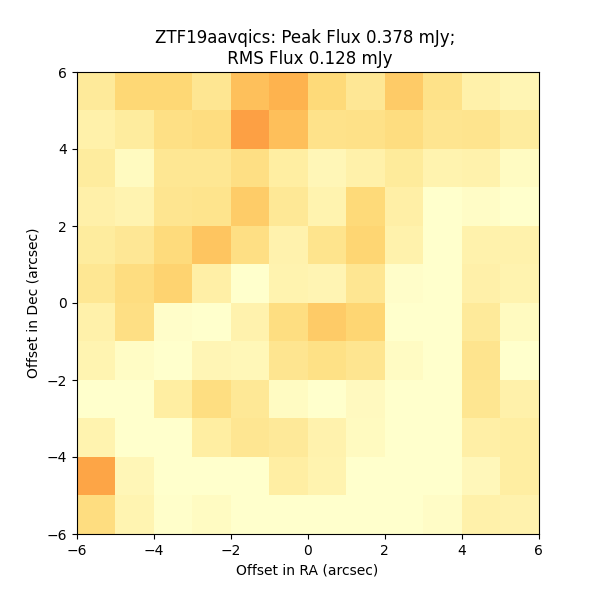 ZTF19aavqics: Peak Flux 0.378 mJy;
RMS Flux 0.128 mJy
6
4
2
0
−2
−4
−6
Offset in Dec (arcsec)
−6 −4 −2 0 2 4 6
Offset in RA (arcsec)